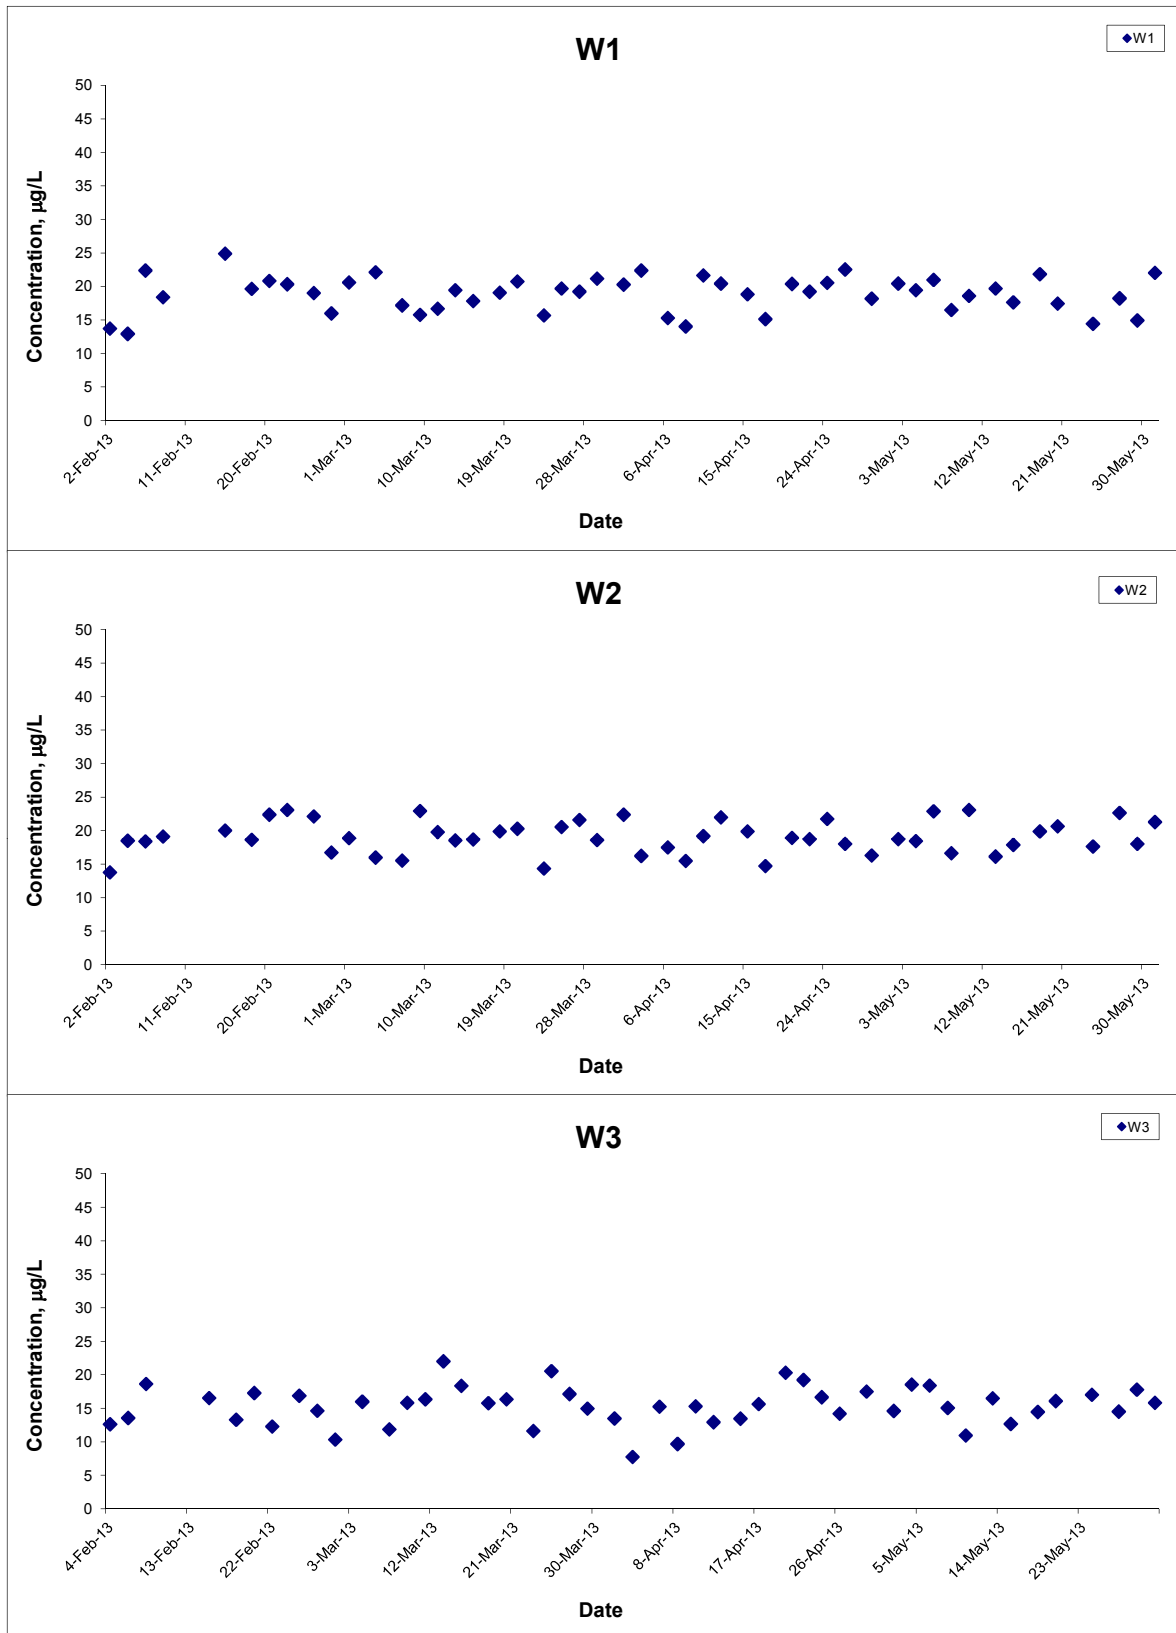 W1
W1
50
45
40
35
30
25
20
15
10
5
0
Concentration, µg/L
2-Feb-13
11-Feb-13
20-Feb-13
1-Mar-13
10-Mar-13
19-Mar-13
28-Mar-13
6-Apr-13
15-Apr-13
24-Apr-13
3-May-13
12-May-13
21-May-13
30-May-13
Date
W2
W2
50
45
40
35
30
25
20
15
10
5
0
Concentration, µg/L
2-Feb-13
11-Feb-13
20-Feb-13
1-Mar-13
10-Mar-13
19-Mar-13
28-Mar-13
6-Apr-13
15-Apr-13
24-Apr-13
3-May-13
12-May-13
21-May-13
30-May-13
Date
W3
W3
50
45
40
35
30
25
20
15
10
5
0
Concentration, µg/L
4-Feb-13
13-Feb-13
22-Feb-13
3-Mar-13
12-Mar-13
21-Mar-13
30-Mar-13
8-Apr-13
17-Apr-13
26-Apr-13
5-May-13
14-May-13
23-May-13
Date